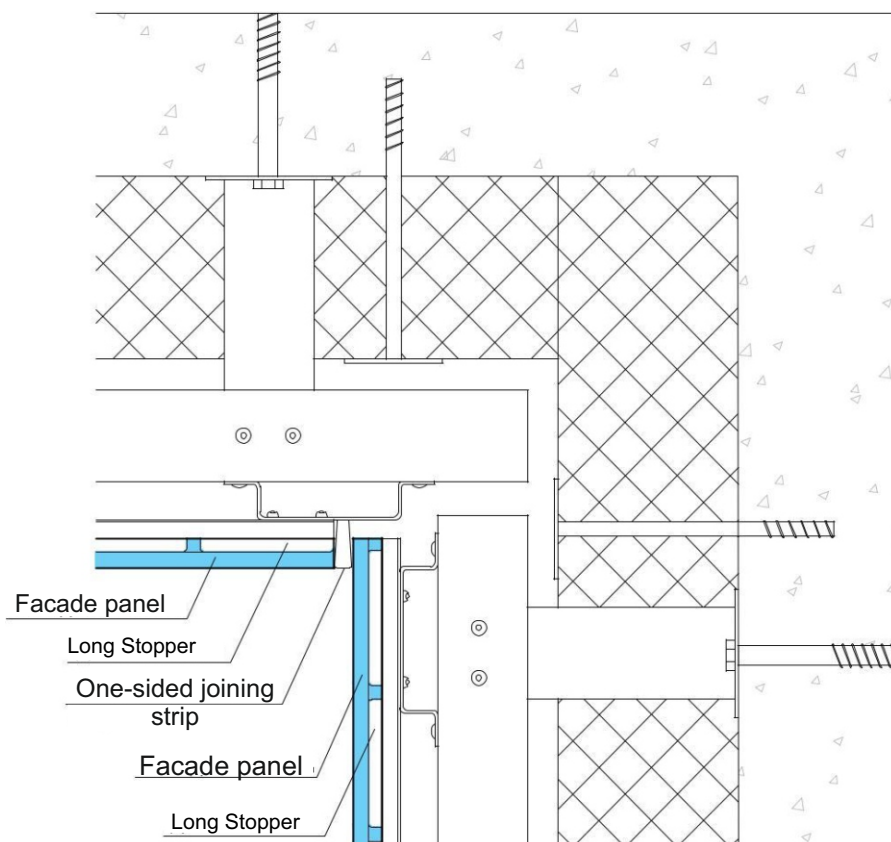 Facade panel
Long Stopper
One-sided joining
strip
Facade panel
Long Stopper